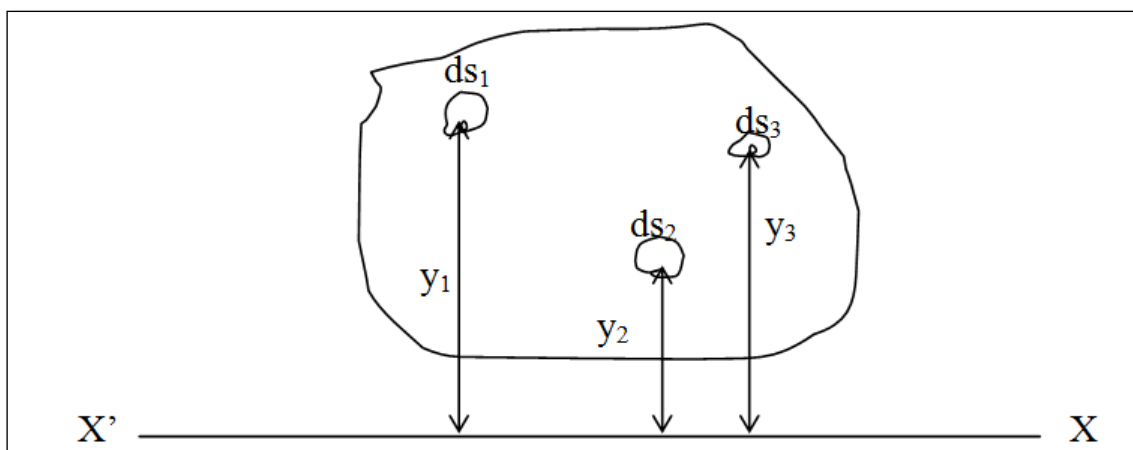 ds₁
ds₃
ds₂
y₃
y₁
y₂
X’ X